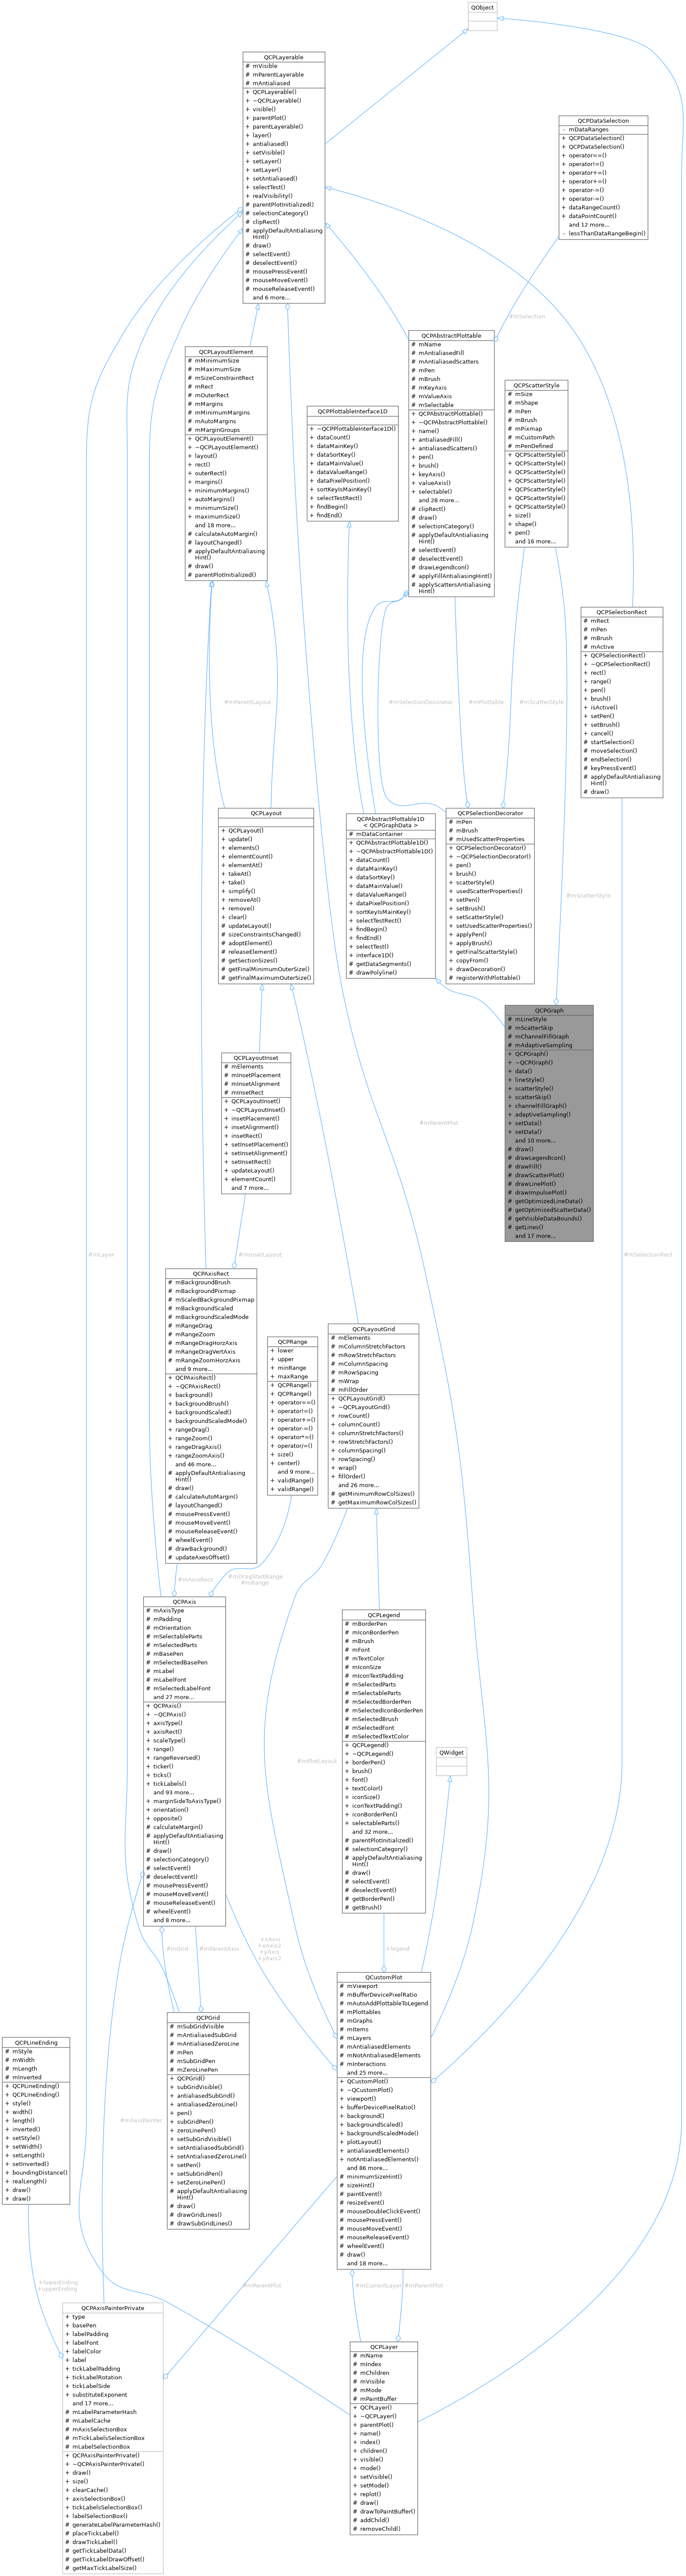 QObject
QCPLayerable
# mVisible
# mParentLayerable
# mAntialiased
+ QCPLayerable()
+ ~QCPLayerable()
+ visible()
+ parentPlot()
+ parentLayerable()
+ layer()
+ antialiased()
+ setVisible()
+ setLayer()
+ setLayer()
+ setAntialiased()
+ selectTest()
+ realVisibility()
# parentPlotInitialized()
# selectionCategory()
# clipRect()
# applyDefaultAntialiasing
Hint()
# draw()
# selectEvent()
# deselectEvent()
# mousePressEvent()
# mouseMoveEvent()
# mouseReleaseEvent()
and 6 more...
QCPDataSelection
- mDataRanges
+ QCPDataSelection()
+ QCPDataSelection()
+ operator==()
+ operator!=()
+ operator+=()
+ operator+=()
+ operator-=()
+ operator-=()
+ dataRangeCount()
+ dataPointCount()
and 12 more...
- lessThanDataRangeBegin()
#mSelection
QCPAbstractPlottable
# mName
# mAntialiasedFill
# mAntialiasedScatters
# mPen
# mBrush
# mKeyAxis
# mValueAxis
# mSelectable
+ QCPAbstractPlottable()
+ ~QCPAbstractPlottable()
+ name()
+ antialiasedFill()
+ antialiasedScatters()
+ pen()
+ brush()
+ keyAxis()
+ valueAxis()
+ selectable()
and 28 more...
# clipRect()
# draw()
# selectionCategory()
# applyDefaultAntialiasing
Hint()
# selectEvent()
# deselectEvent()
# drawLegendIcon()
# applyFillAntialiasingHint()
# applyScattersAntialiasing
Hint()
QCPLayoutElement
# mMinimumSize
# mMaximumSize
# mSizeConstraintRect
# mRect
# mOuterRect
# mMargins
# mMinimumMargins
# mAutoMargins
# mMarginGroups
+ QCPLayoutElement()
+ ~QCPLayoutElement()
+ layout()
+ rect()
+ outerRect()
+ margins()
+ minimumMargins()
+ autoMargins()
+ minimumSize()
+ maximumSize()
and 18 more...
# calculateAutoMargin()
# layoutChanged()
# applyDefaultAntialiasing
Hint()
# draw()
# parentPlotInitialized()
QCPPlottableInterface1D
+ ~QCPPlottableInterface1D()
+ dataCount()
+ dataMainKey()
+ dataSortKey()
+ dataMainValue()
+ dataValueRange()
+ dataPixelPosition()
+ sortKeyIsMainKey()
+ selectTestRect()
+ findBegin()
+ findEnd()
QCPScatterStyle
# mSize
# mShape
# mPen
# mBrush
# mPixmap
# mCustomPath
# mPenDefined
+ QCPScatterStyle()
+ QCPScatterStyle()
+ QCPScatterStyle()
+ QCPScatterStyle()
+ QCPScatterStyle()
+ QCPScatterStyle()
+ QCPScatterStyle()
+ size()
+ shape()
+ pen()
and 16 more...
QCPSelectionRect
# mRect
# mPen
# mBrush
# mActive
+ QCPSelectionRect()
+ ~QCPSelectionRect()
+ rect()
+ range()
+ pen()
+ brush()
+ isActive()
+ setPen()
+ setBrush()
+ cancel()
# startSelection()
# moveSelection()
# endSelection()
# keyPressEvent()
# applyDefaultAntialiasing
Hint()
# draw()
#mParentLayout
#mSelectionDecorator
#mPlottable
#mScatterStyle
QCPLayout
+ QCPLayout()
+ update()
+ elements()
+ elementCount()
+ elementAt()
+ takeAt()
+ take()
+ simplify()
+ removeAt()
+ remove()
+ clear()
# updateLayout()
# sizeConstraintsChanged()
# adoptElement()
# releaseElement()
# getSectionSizes()
# getFinalMinimumOuterSize()
# getFinalMaximumOuterSize()
QCPAbstractPlottable1D
< QCPGraphData >
# mDataContainer
+ QCPAbstractPlottable1D()
+ ~QCPAbstractPlottable1D()
+ dataCount()
+ dataMainKey()
+ dataSortKey()
+ dataMainValue()
+ dataValueRange()
+ dataPixelPosition()
+ sortKeyIsMainKey()
+ selectTestRect()
+ findBegin()
+ findEnd()
+ selectTest()
+ interface1D()
# getDataSegments()
# drawPolyline()
QCPSelectionDecorator
# mPen
# mBrush
# mUsedScatterProperties
+ QCPSelectionDecorator()
+ ~QCPSelectionDecorator()
+ pen()
+ brush()
+ scatterStyle()
+ usedScatterProperties()
+ setPen()
+ setBrush()
+ setScatterStyle()
+ setUsedScatterProperties()
+ applyPen()
+ applyBrush()
+ getFinalScatterStyle()
+ copyFrom()
+ drawDecoration()
# registerWithPlottable()
#mScatterStyle
QCPGraph
# mLineStyle
# mScatterSkip
# mChannelFillGraph
# mAdaptiveSampling
+ QCPGraph()
+ ~QCPGraph()
+ data()
+ lineStyle()
+ scatterStyle()
+ scatterSkip()
+ channelFillGraph()
+ adaptiveSampling()
+ setData()
+ setData()
and 10 more...
# draw()
# drawLegendIcon()
# drawFill()
# drawScatterPlot()
# drawLinePlot()
# drawImpulsePlot()
# getOptimizedLineData()
# getOptimizedScatterData()
# getVisibleDataBounds()
# getLines()
and 17 more...
QCPLayoutInset
# mElements
# mInsetPlacement
# mInsetAlignment
# mInsetRect
+ QCPLayoutInset()
+ ~QCPLayoutInset()
+ insetPlacement()
+ insetAlignment()
+ insetRect()
+ setInsetPlacement()
+ setInsetAlignment()
+ setInsetRect()
+ updateLayout()
+ elementCount()
and 7 more...
#mParentPlot
#mLayer
#mInsetLayout
#mSelectionRect
QCPAxisRect
# mBackgroundBrush
# mBackgroundPixmap
# mScaledBackgroundPixmap
# mBackgroundScaled
# mBackgroundScaledMode
# mRangeDrag
# mRangeZoom
# mRangeDragHorzAxis
# mRangeDragVertAxis
# mRangeZoomHorzAxis
and 9 more...
+ QCPAxisRect()
+ ~QCPAxisRect()
+ background()
+ backgroundBrush()
+ backgroundScaled()
+ backgroundScaledMode()
+ rangeDrag()
+ rangeZoom()
+ rangeDragAxis()
+ rangeZoomAxis()
and 46 more...
# applyDefaultAntialiasing
Hint()
# draw()
# calculateAutoMargin()
# layoutChanged()
# mousePressEvent()
# mouseMoveEvent()
# mouseReleaseEvent()
# wheelEvent()
# drawBackground()
# updateAxesOffset()
QCPRange
+ lower
+ upper
+ minRange
+ maxRange
+ QCPRange()
+ QCPRange()
+ operator==()
+ operator!=()
+ operator+=()
+ operator-=()
+ operator*=()
+ operator/=()
+ size()
+ center()
and 9 more...
+ validRange()
+ validRange()
QCPLayoutGrid
# mElements
# mColumnStretchFactors
# mRowStretchFactors
# mColumnSpacing
# mRowSpacing
# mWrap
# mFillOrder
+ QCPLayoutGrid()
+ ~QCPLayoutGrid()
+ rowCount()
+ columnCount()
+ columnStretchFactors()
+ rowStretchFactors()
+ columnSpacing()
+ rowSpacing()
+ wrap()
+ fillOrder()
and 26 more...
# getMinimumRowColSizes()
# getMaximumRowColSizes()
#mAxisRect
#mDragStartRange
#mRange
QCPAxis
# mAxisType
# mPadding
# mOrientation
# mSelectableParts
# mSelectedParts
# mBasePen
# mSelectedBasePen
# mLabel
# mLabelFont
# mSelectedLabelFont
and 27 more...
+ QCPAxis()
+ ~QCPAxis()
+ axisType()
+ axisRect()
+ scaleType()
+ range()
+ rangeReversed()
+ ticker()
+ ticks()
+ tickLabels()
and 93 more...
+ marginSideToAxisType()
+ orientation()
+ opposite()
# calculateMargin()
# applyDefaultAntialiasing
Hint()
# draw()
# selectionCategory()
# selectEvent()
# deselectEvent()
# mousePressEvent()
# mouseMoveEvent()
# mouseReleaseEvent()
# wheelEvent()
and 8 more...
QCPLegend
# mBorderPen
# mIconBorderPen
# mBrush
# mFont
# mTextColor
# mIconSize
# mIconTextPadding
# mSelectedParts
# mSelectableParts
# mSelectedBorderPen
# mSelectedIconBorderPen
# mSelectedBrush
# mSelectedFont
# mSelectedTextColor
+ QCPLegend()
+ ~QCPLegend()
+ borderPen()
+ brush()
+ font()
+ textColor()
+ iconSize()
+ iconTextPadding()
+ iconBorderPen()
+ selectableParts()
and 32 more...
# parentPlotInitialized()
# selectionCategory()
# applyDefaultAntialiasing
Hint()
# draw()
# selectEvent()
# deselectEvent()
# getBorderPen()
# getBrush()
#mPlotLayout
QWidget
#mGrid
#mParentAxis
+xAxis
+xAxis2
+yAxis
+yAxis2
+legend
QCustomPlot
# mViewport
# mBufferDevicePixelRatio
# mAutoAddPlottableToLegend
# mPlottables
# mGraphs
# mItems
# mLayers
# mAntialiasedElements
# mNotAntialiasedElements
# mInteractions
and 25 more...
+ QCustomPlot()
+ ~QCustomPlot()
+ viewport()
+ bufferDevicePixelRatio()
+ background()
+ backgroundScaled()
+ backgroundScaledMode()
+ plotLayout()
+ antialiasedElements()
+ notAntialiasedElements()
and 86 more...
# minimumSizeHint()
# sizeHint()
# paintEvent()
# resizeEvent()
# mouseDoubleClickEvent()
# mousePressEvent()
# mouseMoveEvent()
# mouseReleaseEvent()
# wheelEvent()
# draw()
and 18 more...
QCPGrid
# mSubGridVisible
# mAntialiasedSubGrid
# mAntialiasedZeroLine
# mPen
# mSubGridPen
# mZeroLinePen
+ QCPGrid()
+ subGridVisible()
+ antialiasedSubGrid()
+ antialiasedZeroLine()
+ pen()
+ subGridPen()
+ zeroLinePen()
+ setSubGridVisible()
+ setAntialiasedSubGrid()
+ setAntialiasedZeroLine()
+ setPen()
+ setSubGridPen()
+ setZeroLinePen()
# applyDefaultAntialiasing
Hint()
# draw()
# drawGridLines()
# drawSubGridLines()
QCPLineEnding
# mStyle
# mWidth
# mLength
# mInverted
+ QCPLineEnding()
+ QCPLineEnding()
+ style()
+ width()
+ length()
+ inverted()
+ setStyle()
+ setWidth()
+ setLength()
+ setInverted()
+ boundingDistance()
+ realLength()
+ draw()
+ draw()
#mAxisPainter
+lowerEnding
+upperEnding
#mParentPlot
#mCurrentLayer
#mParentPlot
QCPAxisPainterPrivate
+ type
+ basePen
+ labelPadding
+ labelFont
+ labelColor
+ label
+ tickLabelPadding
+ tickLabelRotation
+ tickLabelSide
+ substituteExponent
and 17 more...
# mLabelParameterHash
# mLabelCache
# mAxisSelectionBox
# mTickLabelsSelectionBox
# mLabelSelectionBox
+ QCPAxisPainterPrivate()
+ ~QCPAxisPainterPrivate()
+ draw()
+ size()
+ clearCache()
+ axisSelectionBox()
+ tickLabelsSelectionBox()
+ labelSelectionBox()
# generateLabelParameterHash()
# placeTickLabel()
# drawTickLabel()
# getTickLabelData()
# getTickLabelDrawOffset()
# getMaxTickLabelSize()
QCPLayer
# mName
# mIndex
# mChildren
# mVisible
# mMode
# mPaintBuffer
+ QCPLayer()
+ ~QCPLayer()
+ parentPlot()
+ name()
+ index()
+ children()
+ visible()
+ mode()
+ setVisible()
+ setMode()
+ replot()
# draw()
# drawToPaintBuffer()
# addChild()
# removeChild()